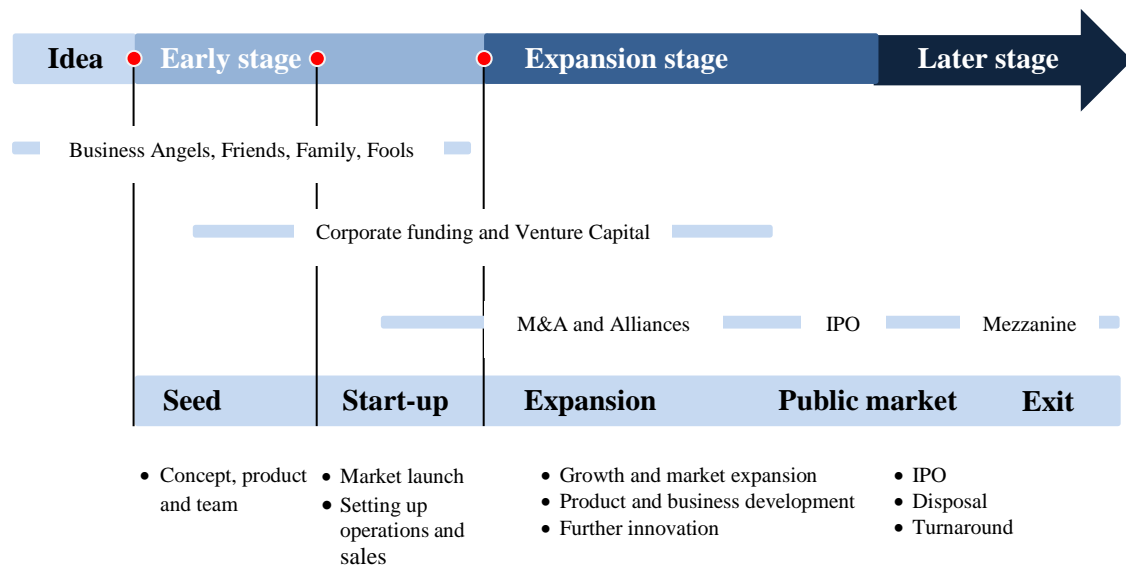 Idea
Early stage
Expansion stage
Later stage
Business Angels, Friends, Family, Fools
Corporate funding and Venture Capital
M&A and Alliances
IPO
Mezzanine
Seed
Start-up
Expansion
Public market
Exit
• Concept, product
and team
• Market launch
• Setting up
operations and
sales
• Growth and market expansion
• Product and business development
• Further innovation
• IPO
• Disposal
• Turnaround